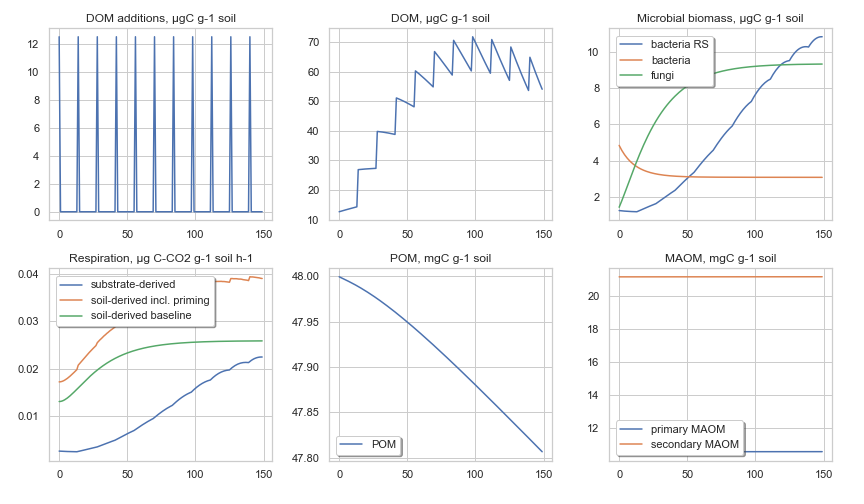 DOM additions, µgC g-1 soil
12
10
8
6
4
2
0
0 50 100 150
DOM, µgC g-1 soil
70
60
50
40
30
20
10
0 50 100 150
Microbial biomass, µgC g-1 soil
bacteria RS
bacteria
fungi
10
8
6
4
2
0 50 100 150
Respiration, µg C-CO2 g-1 soil h-1
substrate-derived
soil-derived incl. priming
soil-derived baseline
0.04
0.03
0.02
0.01
0 50 100 150
POM, mgC g-1 soil
48.00
47.95
47.90
47.85
47.80
POM
0 50 100 150
MAOM, mgC g-1 soil
20
18
16
14
12
primary MAOM
secondary MAOM
0 50 100 150